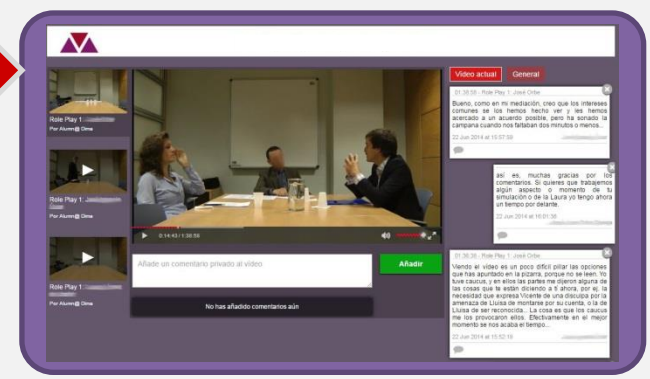 Role Play 1:
Por Alumn@ Dima
Role Play 1:
Por Alumn@ Dima
Role Play 1:
Por Alumn@ Dima
0:14:43 / 1:38:58
Añade un comentario privado al vídeo
Añadir
No has añadido comentarios aún
Vídeo actual
General
01:38:58 - Role Play 1: José Orbe
Bueno, como en mi mediación, creo que los intereses
comunes se los hemos hecho ver y les hemos
acercado a un acuerdo posible, pero ha sonado la
campana cuando nos faltaban dos minutos o menos...
22 Jun 2014 at 15:57:59
así es, muchas gracias por los
comentarios. Si quieres que trabajemos
algún aspecto o momento de tu
simulación o de la Laura yo tengo ahora
un tiempo por delante.
22 Jun 2014 at 16:01:38
01:38:38 - Role Play 1: José Orbe
Viendo el vídeo es un poco difícil pillar las opciones
que has apuntado en la pizarra, porque no se leen. Yo
tuve caucus, y en ellos las partes me dijeron alguna de
las cosas que te están diciendo a ti ahora, por ej. la
necesidad que expresa Vicente de una disculpa por la
amenaza de Lluisa de montarse por su cuenta, o la de
Lluisa de ser reconocida... La cosa es que los caucus
me los provocaron ellos. Efectivamente en el mejor
momento se nos acaba el tiempo...
22 Jun 2014 at 15:52:16